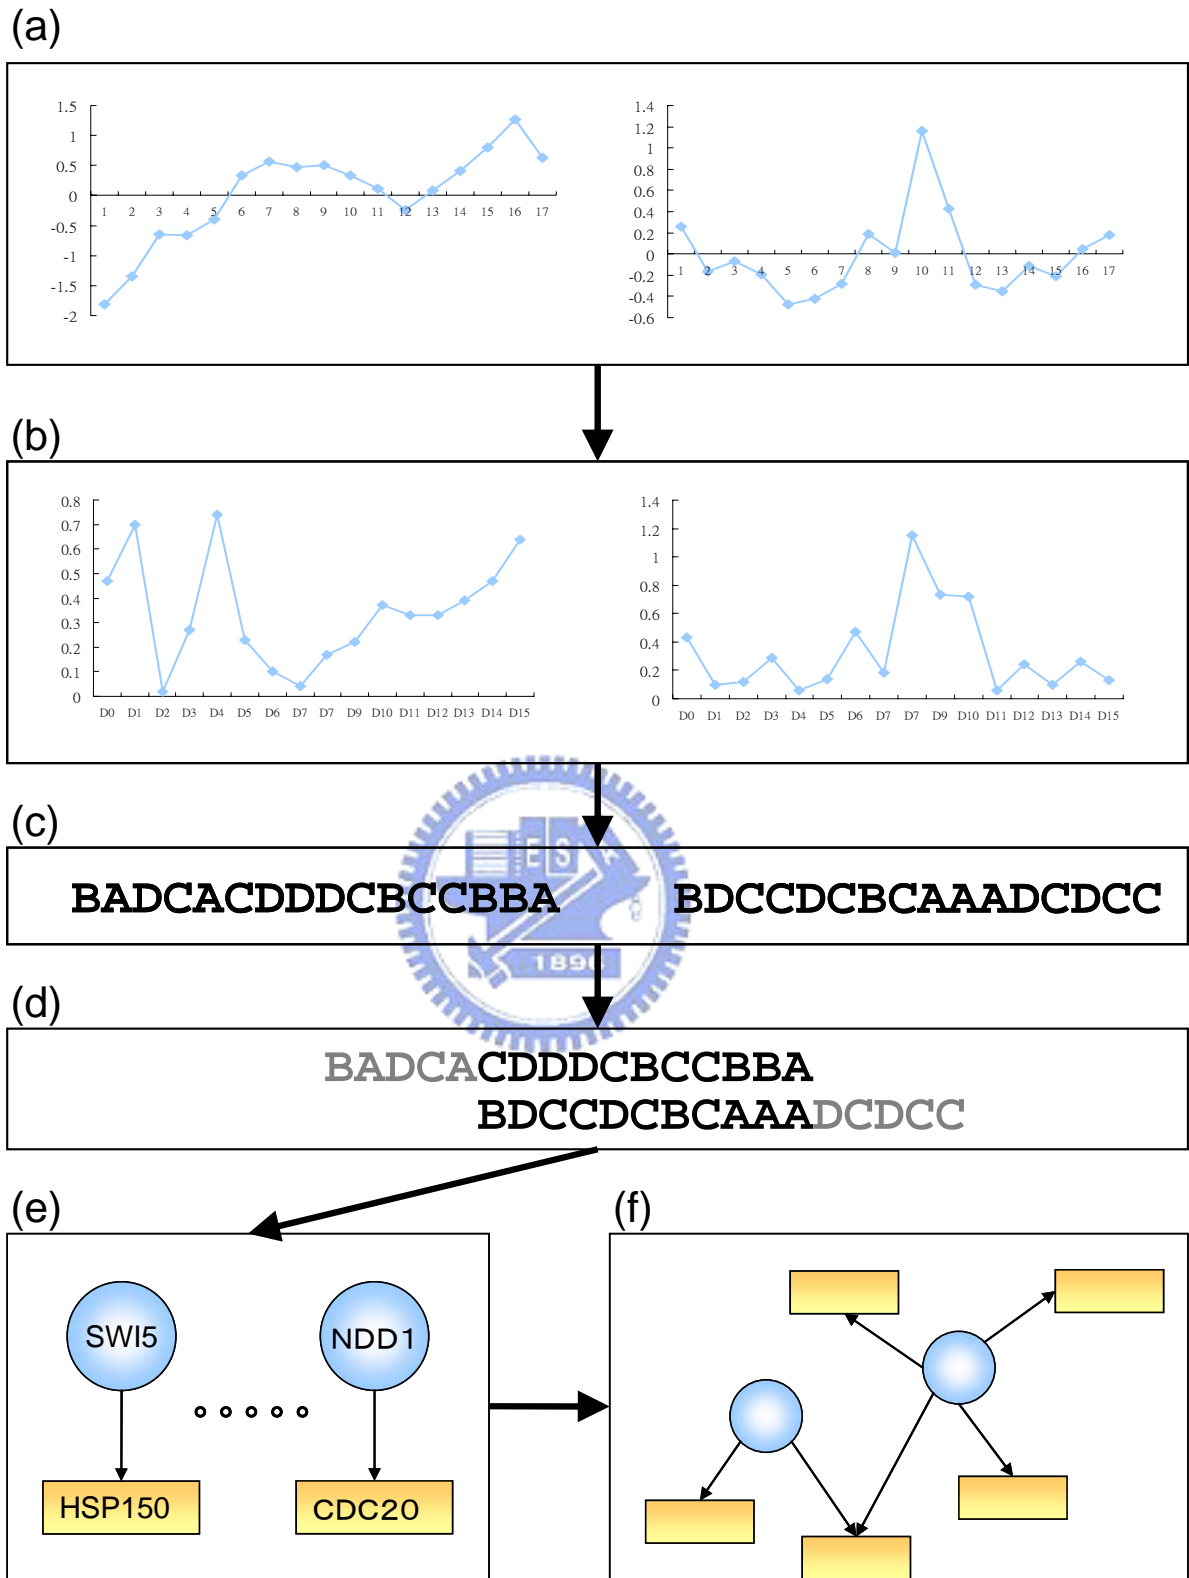 (a)
1.5
1
0.5
0
-0.5
-1
-1.5
-2
1 2 3 4 5 6 7 8 9 10 11 12 13 14 15 16 17
1.4
1.2
1
0.8
0.6
0.4
0.2
0
-0.2
-0.4
-0.6
1 2 3 4 5 6 7 8 9 10 11 12 13 14 15 16 17
(b)
0.8
0.7
0.6
0.5
0.4
0.3
0.2
0.1
0
D0 D1 D2 D3 D4 D5 D6 D7 D7 D9 D10 D11 D12 D13 D14 D15
1.4
1.2
1
0.8
0.6
0.4
0.2
0
D0 D1 D2 D3 D4 D5 D6 D7 D7 D9 D10 D11 D12 D13 D14 D15
(c)
BADCACDDDCBCCBBA BDCCDCBCAAADCDCC
ES
1896
(d)
BADCACDDDCBCCBBA
BDCCDCBCAAADCDCC
(e)
SWI5 NDD1
HSP150 CDC20
(f)